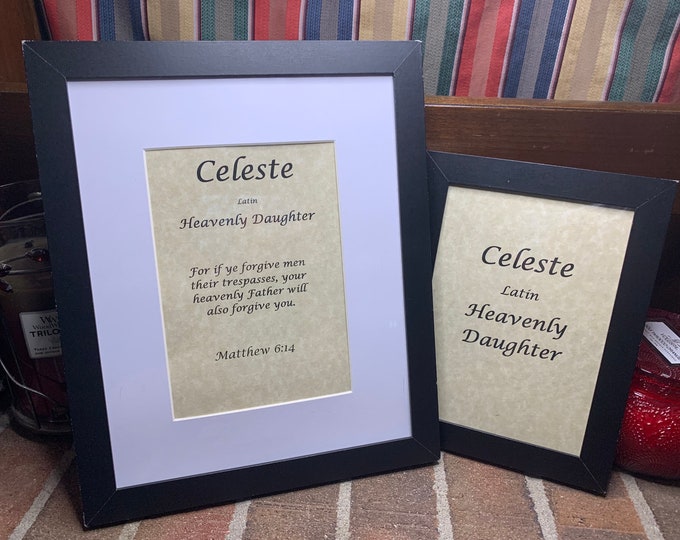 Celeste
Latin
Heavenly Daughter
For if ye forgive men
their trespasses, your
heavenly Father will
also forgive you.
Matthew 6:14
Celeste
Latin
Heavenly
Daughter
TRILO